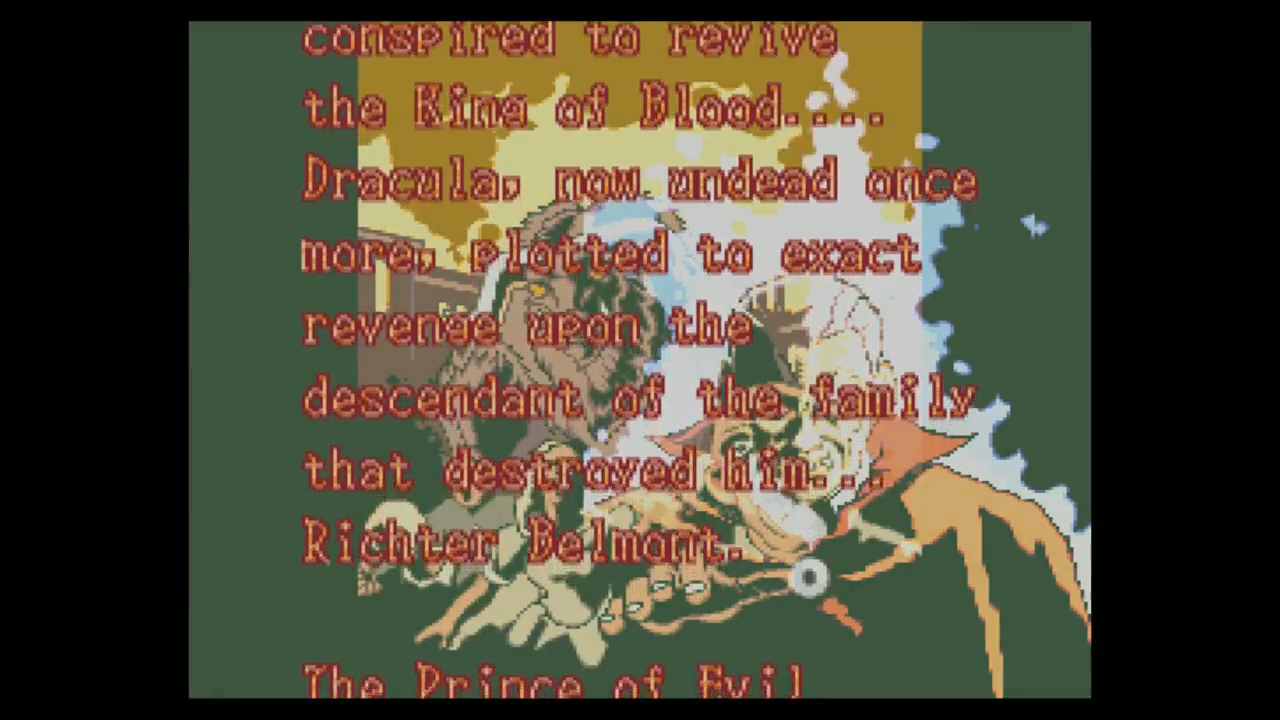 conspired to revive
the King of Blood....
Dracula, now undead once
more, plotted to exact
revenge upon the
descendant of the family
that destroyed him...
Richter Belmont.
The Prince of Evil